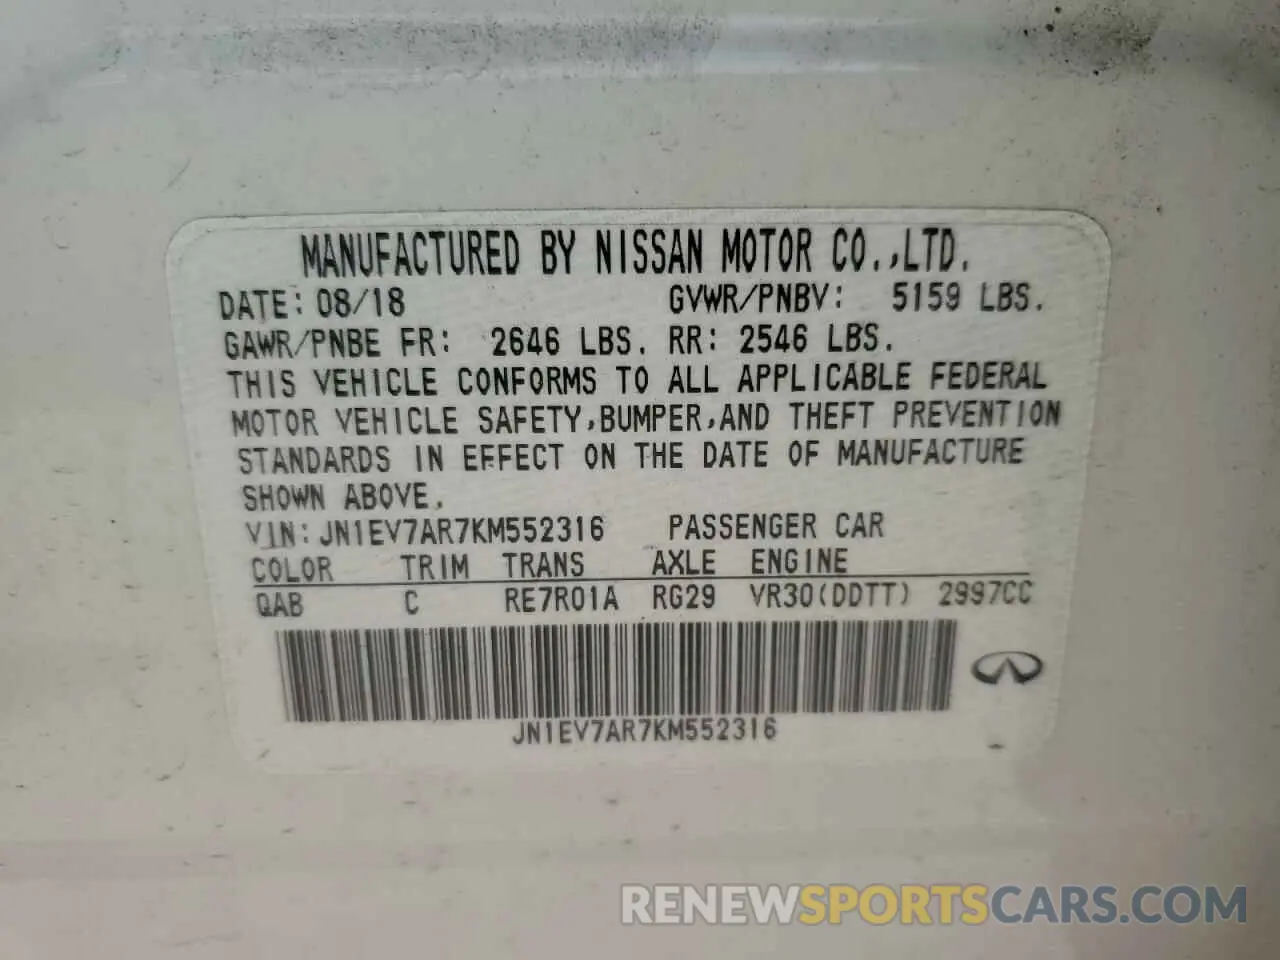 MANUFACTURED BY NISSAN MOTOR CO.,LTD.
DATE: 08/18 GVWR/PNBV: 5159 LBS.
GAWR/PNBE FR: 2646 LBS. RR: 2546 LBS.
THIS VEHICLE CONFORMS TO ALL APPLICABLE FEDERAL
MOTOR VEHICLE SAFETY,BUMPER,AND THEFT PREVENTION
STANDARDS IN EFFECT ON THE DATE OF MANUFACTURE
SHOWN ABOVE.
VIN: JN1EV7AR7KM552316 PASSENGER CAR
COLOR TRIM TRANS AXLE ENGINE
QAB C RE7R01A RG29 VR30(DDTT) 2997CC
JN1EV7AR7KM552316
RENEWSPORTSCARS.COM